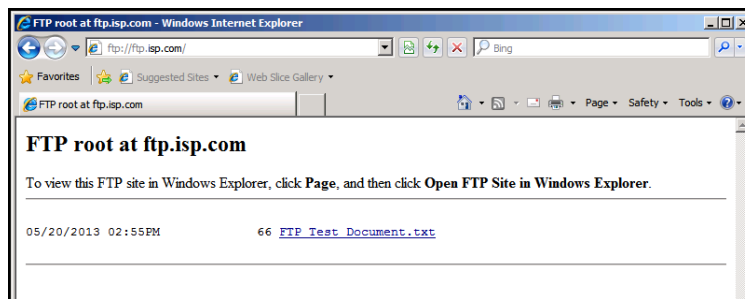 FTP root at ftp.isp.com - Windows Internet Explorer
ftp://ftp.isp.com/
Bing
Favorites Suggested Sites Web Slice Gallery
FTP root at ftp.isp.com Page Safety Tools
FTP root at ftp.isp.com
To view this FTP site in Windows Explorer, click Page, and then click Open FTP Site in Windows Explorer.
05/20/2013 02:55PM 66 FTP Test Document.txt